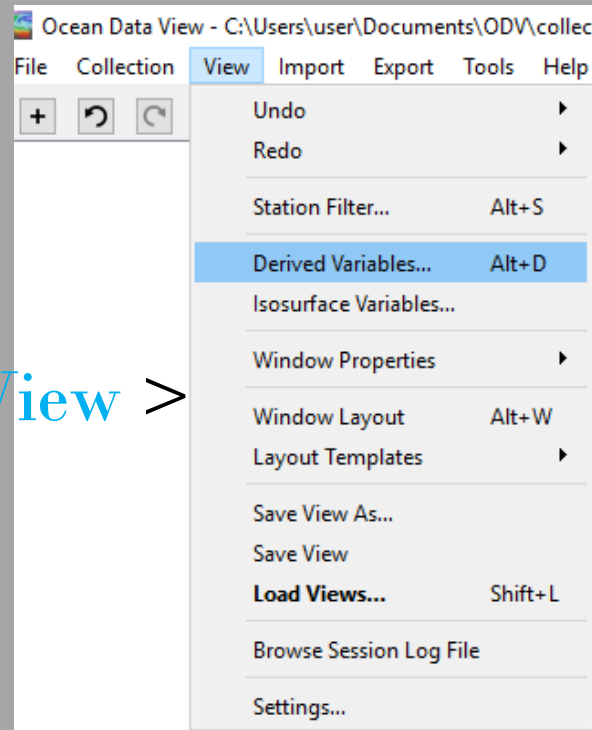 Ocean Data View - C:\Users\user\Documents\ODV\collec
File Collection View Import Export Tools Help
Undo
Redo
Station Filter... Alt+S
Derived Variables... Alt+D
Isosurface Variables...
Window Properties
View >
Window Layout Alt+W
Layout Templates
Save View As...
Save View
Load Views... Shift+L
Browse Session Log File
Settings...